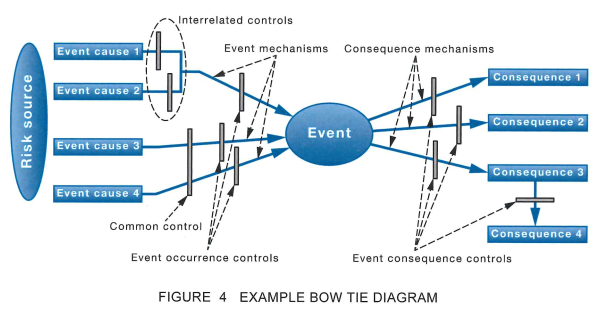 Interrelated controls
Event cause 1
Event mechanisms
Consequence mechanisms
Consequence 1
Event cause 2
Risk source
Event
Consequence 2
Event cause 3
Consequence 3
Event cause 4
Common control
Consequence 4
Event occurrence controls
Event consequence controls
FIGURE 4 EXAMPLE BOW TIE DIAGRAM